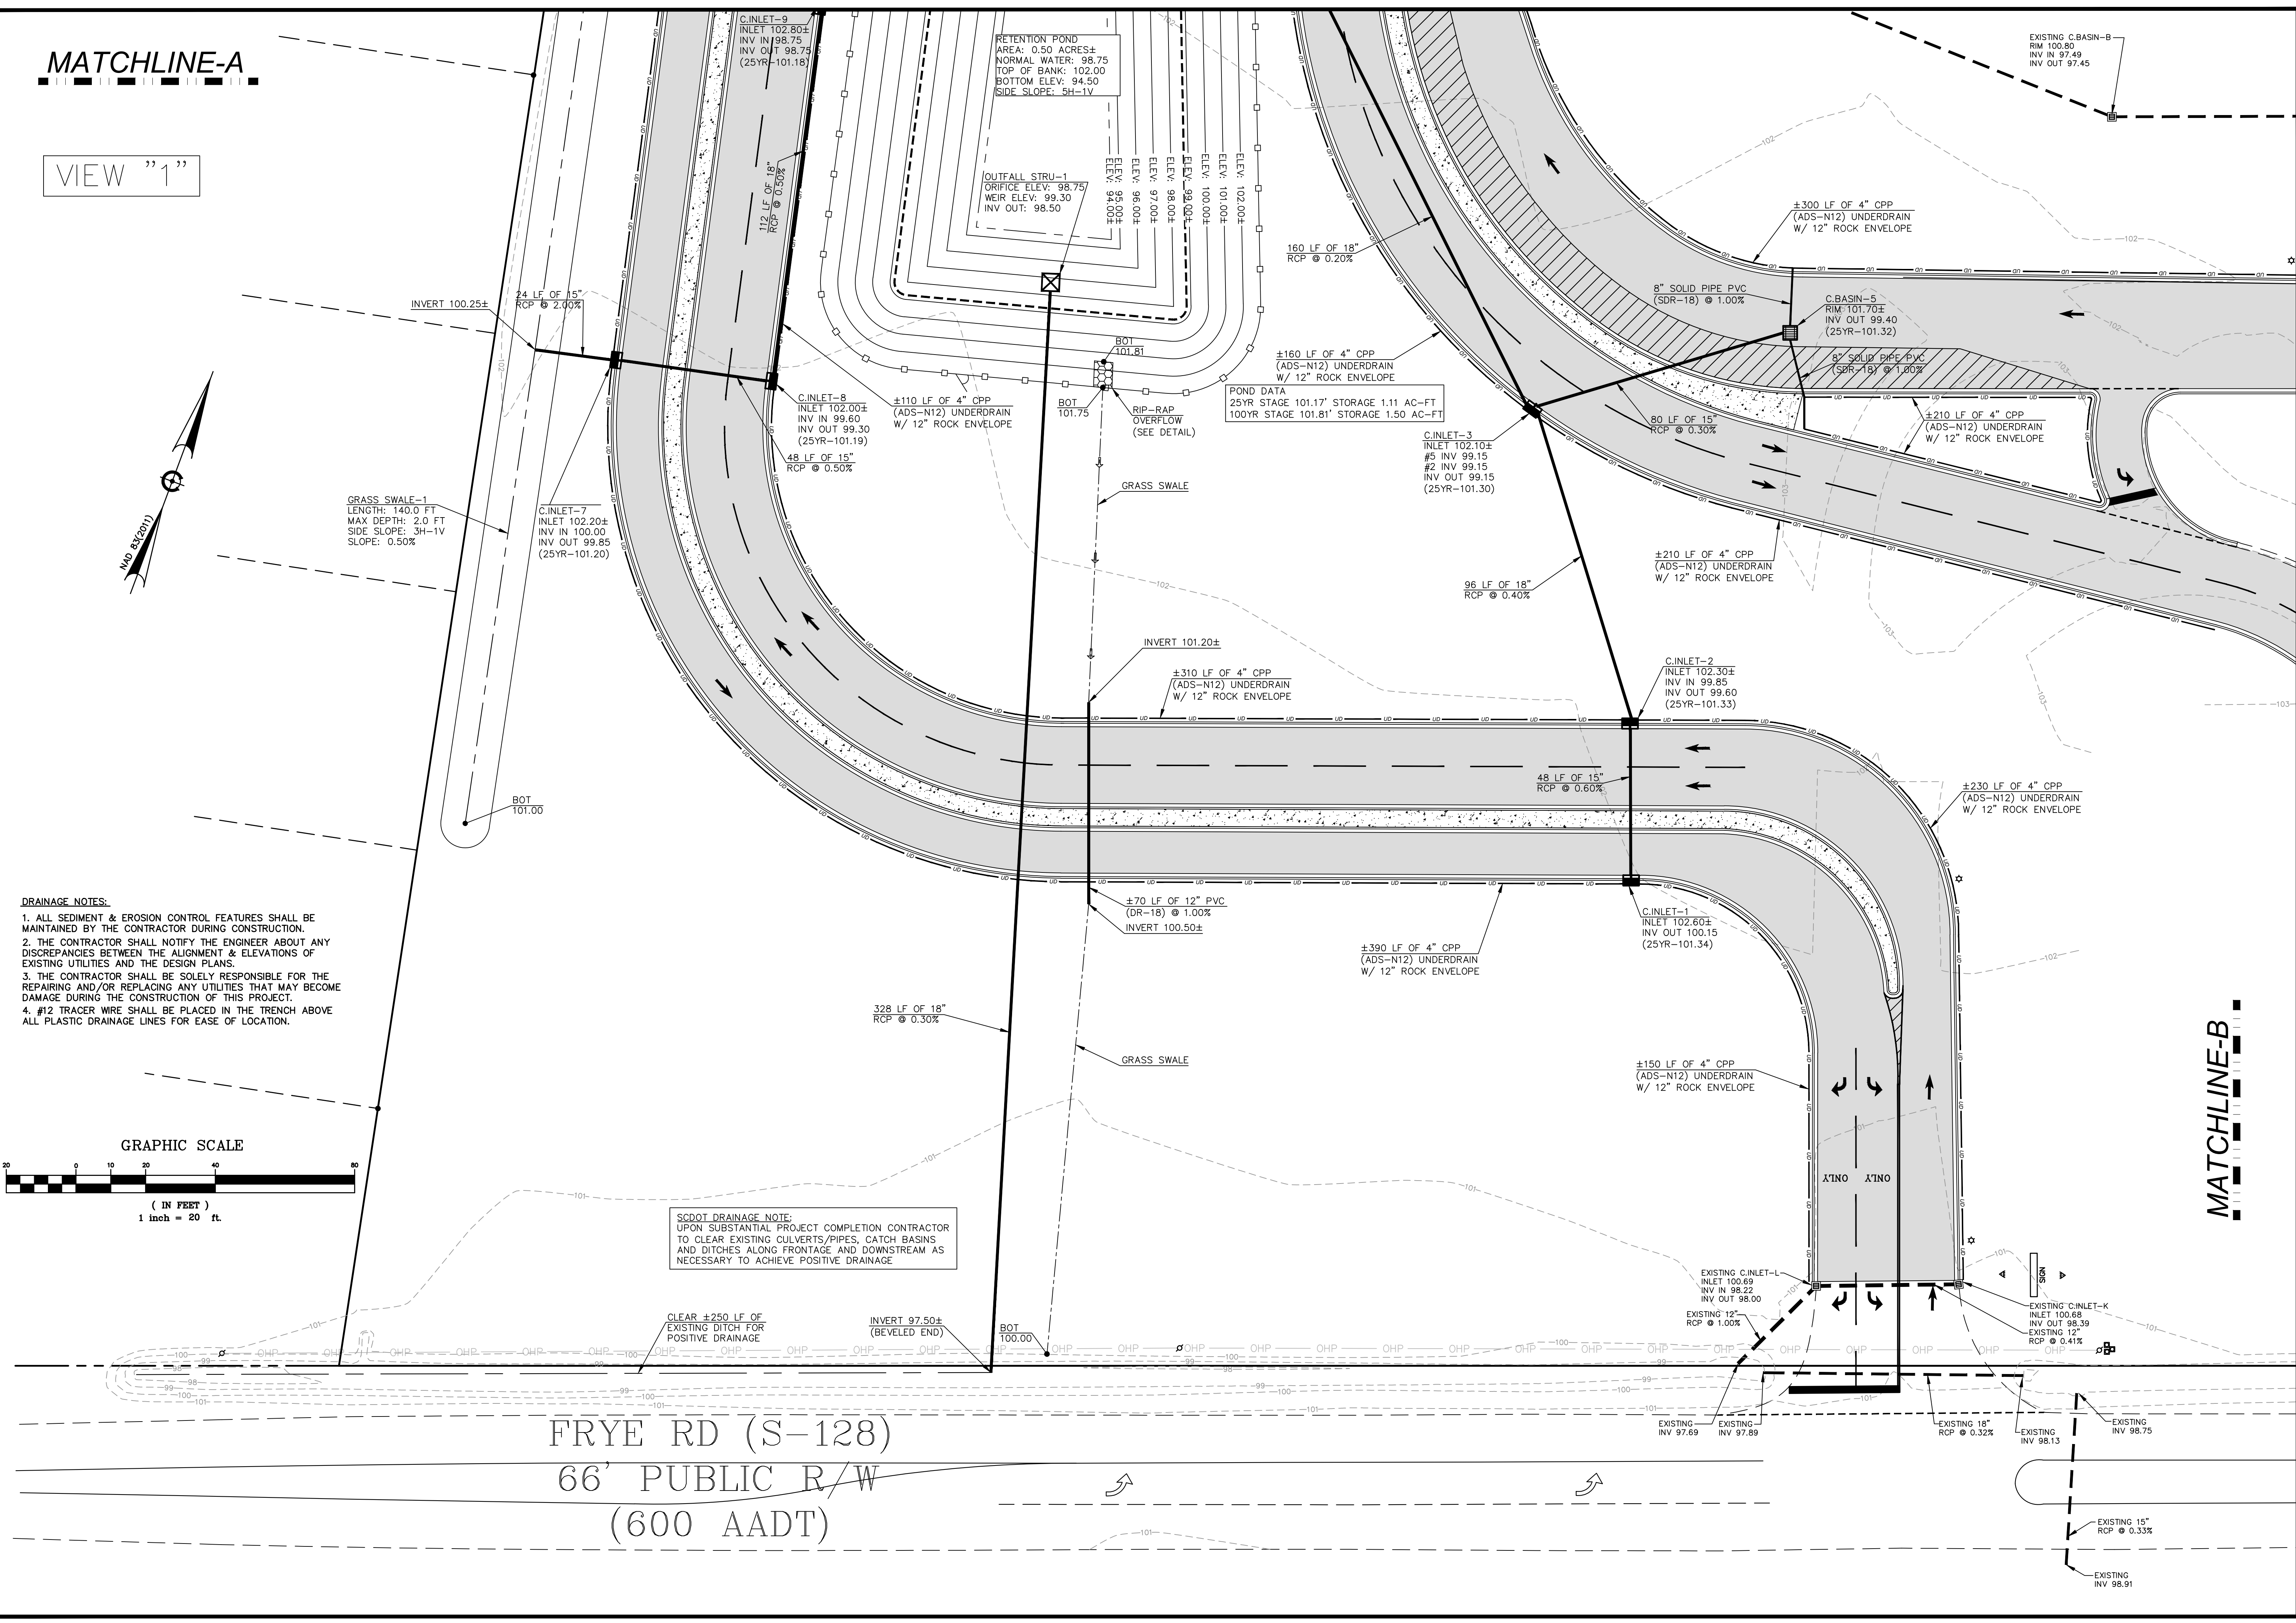 MATCHLINE-A
VIEW "1"
C.INLET-9
INLET 102.80±
INV IN 98.75
INV OUT 98.75
(25YR-101.18)
RETENTION POND
AREA: 0.50 ACRES±
NORMAL WATER: 98.75
TOP OF BANK: 102.00
BOTTOM ELEV: 94.50
SIDE SLOPE: 5H-1V
EXISTING C.BASIN-B
RIM 100.80
INV IN 97.49
INV OUT 97.45
112 LF OF 18"
RCP @ 0.50%
OUTFALL STRU-1
ORIFICE ELEV: 98.75
WEIR ELEV: 99.30
INV OUT: 98.50
ELEV: 94.00±
ELEV: 95.00±
ELEV: 96.00±
ELEV: 97.00±
ELEV: 98.00±
ELEV: 99.00±
ELEV: 100.00±
ELEV: 101.00±
ELEV: 102.00±
160 LF OF 18"
RCP @ 0.20%
±300 LF OF 4" CPP
(ADS-N12) UNDERDRAIN
W/ 12" ROCK ENVELOPE
INVERT 100.25±
24 LF OF 15"
RCP @ 2.00%
8" SOLID PIPE PVC
(SDR-18) @ 1.00%
C.BASIN-5
RIM 101.70±
INV OUT 99.40
(25YR-101.32)
8" SOLID PIPE PVC
(SDR-18) @ 1.00%
BOT
101.81
±160 LF OF 4" CPP
(ADS-N12) UNDERDRAIN
W/ 12" ROCK ENVELOPE
POND DATA
25YR STAGE 101.17' STORAGE 1.11 AC-FT
100YR STAGE 101.81' STORAGE 1.50 AC-FT
C.INLET-8
INLET 102.00±
INV IN 99.60
INV OUT 99.30
(25YR-101.19)
±110 LF OF 4" CPP
(ADS-N12) UNDERDRAIN
W/ 12" ROCK ENVELOPE
BOT
101.75
RIP-RAP
OVERFLOW
(SEE DETAIL)
80 LF OF 15"
RCP @ 0.30%
±210 LF OF 4" CPP
(ADS-N12) UNDERDRAIN
W/ 12" ROCK ENVELOPE
C.INLET-3
INLET 102.10±
#5 INV 99.15
#2 INV 99.15
INV OUT 99.15
(25YR-101.30)
48 LF OF 15"
RCP @ 0.50%
GRASS SWALE
GRASS SWALE-1
LENGTH: 140.0 FT
MAX DEPTH: 2.0 FT
SIDE SLOPE: 3H-1V
SLOPE: 0.50%
C.INLET-7
INLET 102.20±
INV IN 100.00
INV OUT 99.85
(25YR-101.20)
NAD 83(2011)
±210 LF OF 4" CPP
(ADS-N12) UNDERDRAIN
W/ 12" ROCK ENVELOPE
96 LF OF 18"
RCP @ 0.40%
INVERT 101.20±
±310 LF OF 4" CPP
(ADS-N12) UNDERDRAIN
W/ 12" ROCK ENVELOPE
C.INLET-2
INLET 102.30±
INV IN 99.85
INV OUT 99.60
(25YR-101.33)
48 LF OF 15"
RCP @ 0.60%
±230 LF OF 4" CPP
(ADS-N12) UNDERDRAIN
W/ 12" ROCK ENVELOPE
BOT
101.00
DRAINAGE NOTES:
1. ALL SEDIMENT & EROSION CONTROL FEATURES SHALL BE
MAINTAINED BY THE CONTRACTOR DURING CONSTRUCTION.
2. THE CONTRACTOR SHALL NOTIFY THE ENGINEER ABOUT ANY
DISCREPANCIES BETWEEN THE ALIGNMENT & ELEVATIONS OF
EXISTING UTILITIES AND THE DESIGN PLANS.
3. THE CONTRACTOR SHALL BE SOLELY RESPONSIBLE FOR THE
REPAIRING AND/OR REPLACING ANY UTILITIES THAT MAY BECOME
DAMAGE DURING THE CONSTRUCTION OF THIS PROJECT.
4. #12 TRACER WIRE SHALL BE PLACED IN THE TRENCH ABOVE
ALL PLASTIC DRAINAGE LINES FOR EASE OF LOCATION.
±70 LF OF 12" PVC
(DR-18) @ 1.00%
INVERT 100.50±
C.INLET-1
INLET 102.60±
INV OUT 100.15
(25YR-101.34)
±390 LF OF 4" CPP
(ADS-N12) UNDERDRAIN
W/ 12" ROCK ENVELOPE
328 LF OF 18"
RCP @ 0.30%
GRASS SWALE
±150 LF OF 4" CPP
(ADS-N12) UNDERDRAIN
W/ 12" ROCK ENVELOPE
MATCHLINE-B
GRAPHIC SCALE
20 0 10 20 40 80
( IN FEET )
1 inch = 20 ft.
ONLY ONLY
SCDOT DRAINAGE NOTE:
UPON SUBSTANTIAL PROJECT COMPLETION CONTRACTOR
TO CLEAR EXISTING CULVERTS/PIPES, CATCH BASINS
AND DITCHES ALONG FRONTAGE AND DOWNSTREAM AS
NECESSARY TO ACHIEVE POSITIVE DRAINAGE
EXISTING C.INLET-L
INLET 100.69
INV IN 98.22
INV OUT 98.00
EXISTING 12"
RCP @ 1.00%
SIGN
EXISTING C.INLET-K
INLET 100.68
INV OUT 98.39
EXISTING 12"
RCP @ 0.41%
CLEAR ±250 LF OF
EXISTING DITCH FOR
POSITIVE DRAINAGE
INVERT 97.50±
(BEVELED END)
BOT
100.00
OHP OHP OHP OHP OHP OHP OHP OHP OHP OHP OHP
FRYE RD (S-128)
66' PUBLIC R/W
(600 AADT)
EXISTING
INV 97.69
EXISTING
INV 97.89
EXISTING 18"
RCP @ 0.32%
EXISTING
INV 98.13
EXISTING
INV 98.75
EXISTING 15"
RCP @ 0.33%
EXISTING
INV 98.91